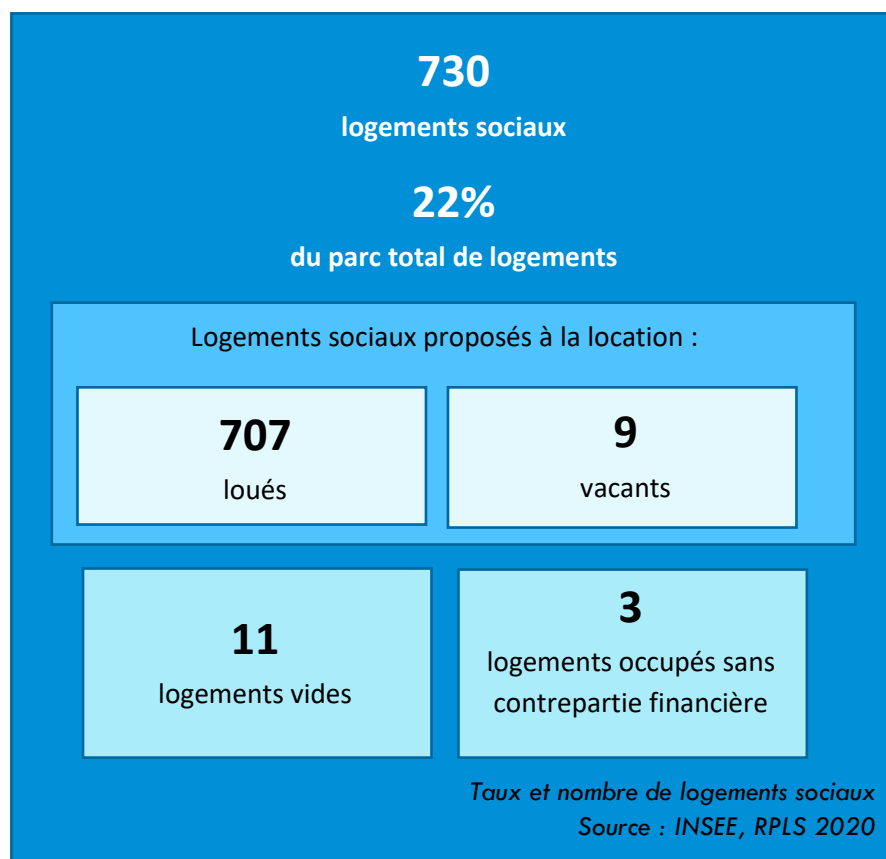 730
logements sociaux
22%
du parc total de logements
Logements sociaux proposés à la location :
707
loués
9
vacants
11
logements vides
3
logements occupés sans
contrepartie financière
Taux et nombre de logements sociaux
Source : INSEE, RPLS 2020